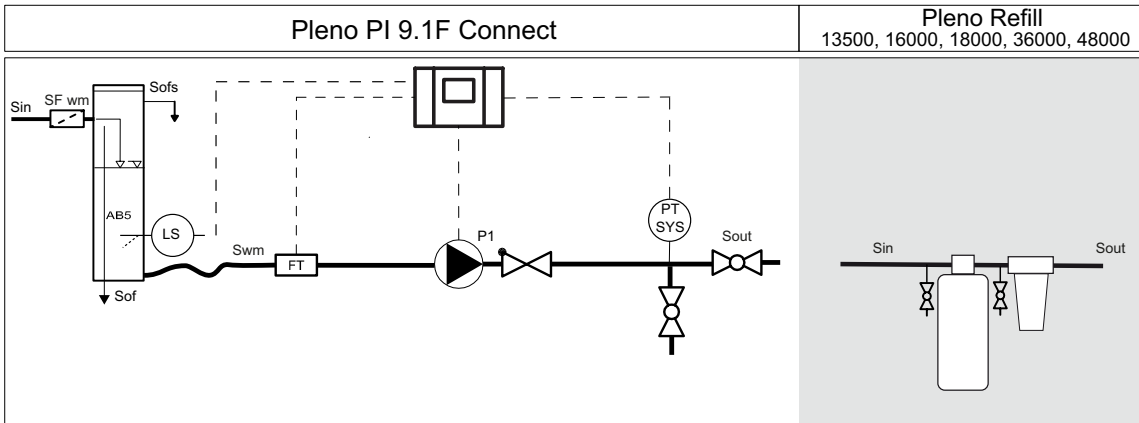 Pleno PI 9.1F Connect
Pleno Refill
13500, 16000, 18000, 36000, 48000
Sofs
SF wm
Sin
AB5
LS
Swm
FT
P1
PT
SYS
Sout
Sof
Sin
Sout